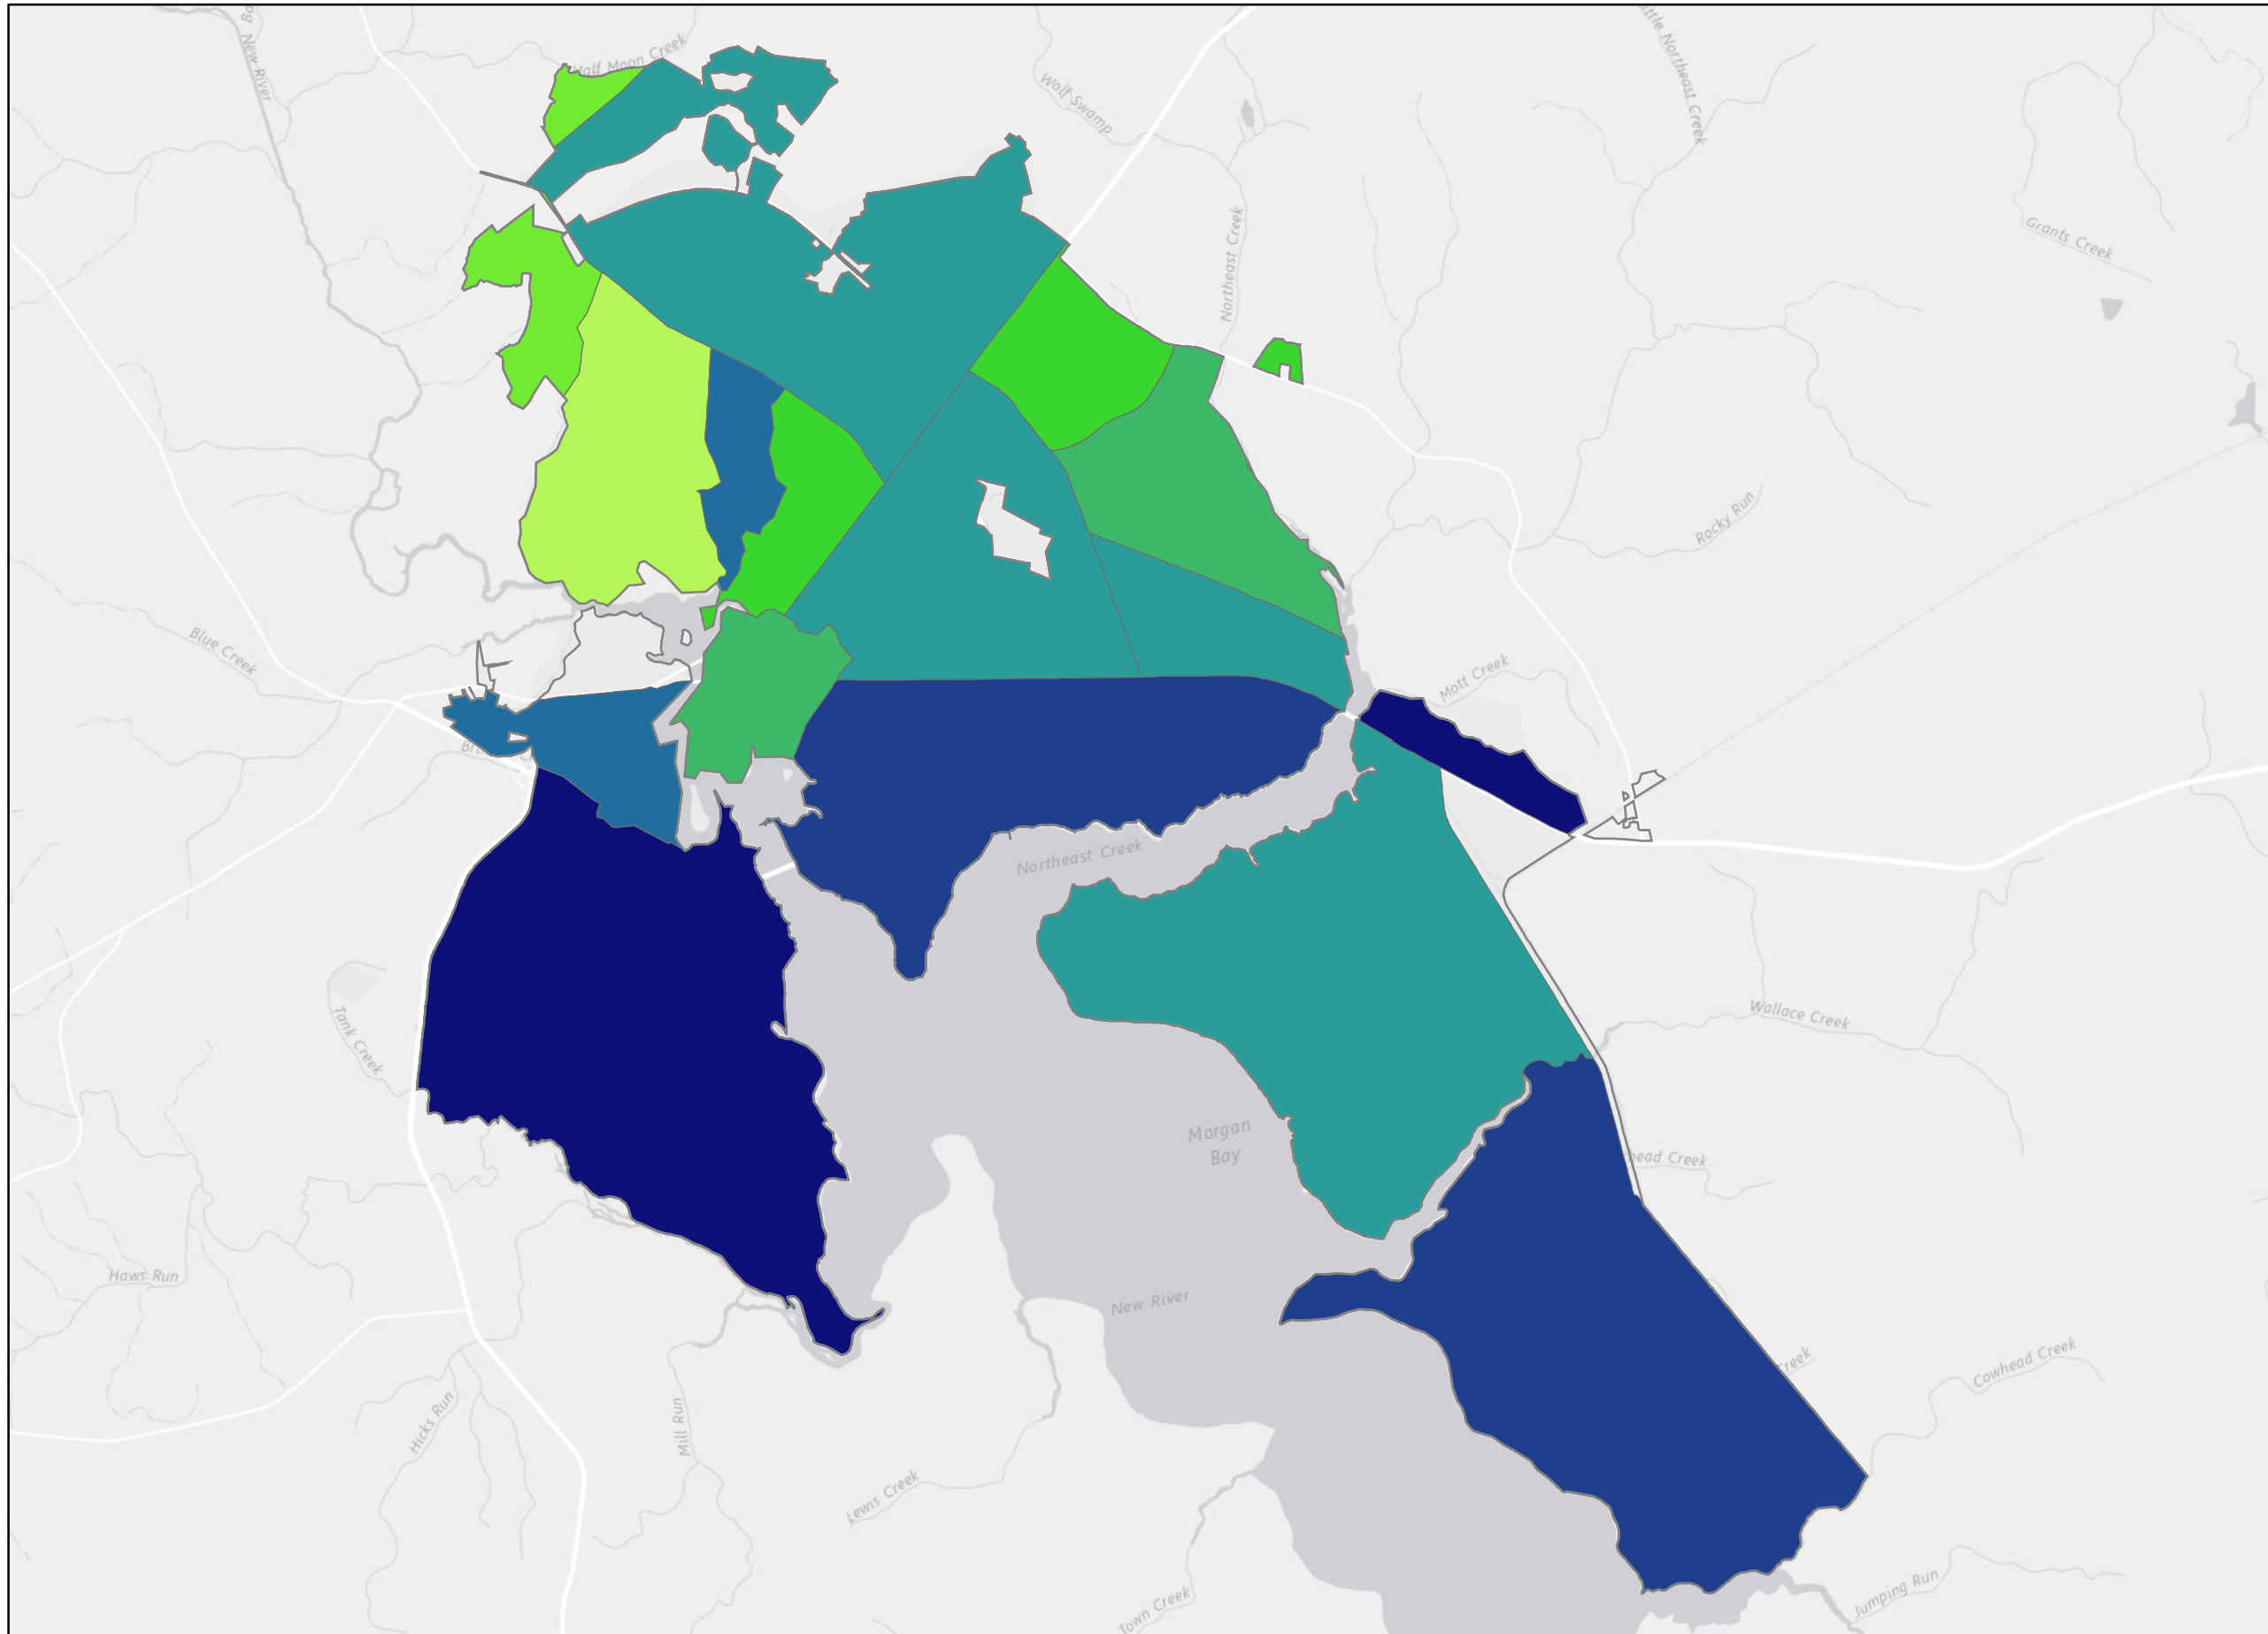 New River
Half Moon Creek
Wolf Swamp
Little Northeast Creek
Northeast Creek
Grants Creek
Rocky Run
Blue Creek
Mott Creek
Northeast Creek
Tank Creek
Wallace Creek
Morgan
Bay
head Creek
Haws Run
New River
Creek
Cowhead Creek
Hicks Run
Mill Run
Lewis Creek
Town Creek
Jumping Run